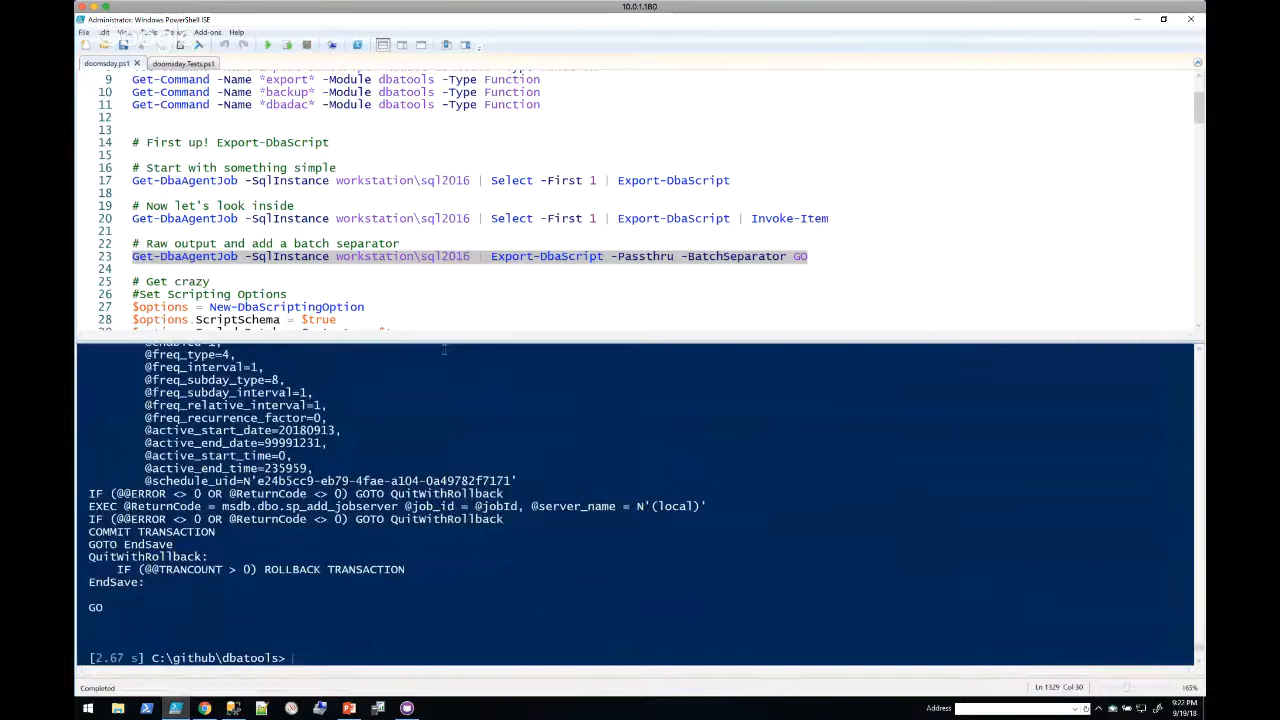 10.0.1.180
Administrator: Windows PowerShell ISE
File Edit View Tools Debug Add-ons Help
doomsday.ps1 doomsday.Tests.ps1
9 Get-Command -Name *export* -Module dbatools -Type Function
10 Get-Command -Name *backup* -Module dbatools -Type Function
11 Get-Command -Name *dbadac* -Module dbatools -Type Function
12
13
14 # First up! Export-DbaScript
15
16 # Start with something simple
17 Get-DbaAgentJob -SqlInstance workstation\sql2016 | Select -First 1 | Export-DbaScript
18
19 # Now let's look inside
20 Get-DbaAgentJob -SqlInstance workstation\sql2016 | Select -First 1 | Export-DbaScript | Invoke-Item
21
22 # Raw output and add a batch separator
23 Get-DbaAgentJob -SqlInstance workstation\sql2016 | Export-DbaScript -Passthru -BatchSeparator GO
24
25 # Get crazy
26 #Set Scripting Options
27 $options = New-DbaScriptingOption
28 $options.ScriptSchema = $true
@enabled=1,
@freq_type=4,
@freq_interval=1,
@freq_subday_type=8,
@freq_subday_interval=1,
@freq_relative_interval=1,
@freq_recurrence_factor=0,
@active_start_date=20180913,
@active_end_date=99991231,
@active_start_time=0,
@active_end_time=235959,
@schedule_uid=N'e24b5cc9-eb79-4fae-a104-0a49782f7171'
IF (@@ERROR <> 0 OR @ReturnCode <> 0) GOTO QuitWithRollback
EXEC @ReturnCode = msdb.dbo.sp_add_jobserver @job_id = @jobId, @server_name = N'(local)'
IF (@@ERROR <> 0 OR @ReturnCode <> 0) GOTO QuitWithRollback
COMMIT TRANSACTION
GOTO EndSave
QuitWithRollback:
IF (@@TRANCOUNT > 0) ROLLBACK TRANSACTION
EndSave:
GO
[2.67 s] C:\github\dbatools>
Completed Ln 1329 Col 30 165%
Address 9:22 PM
9/19/18